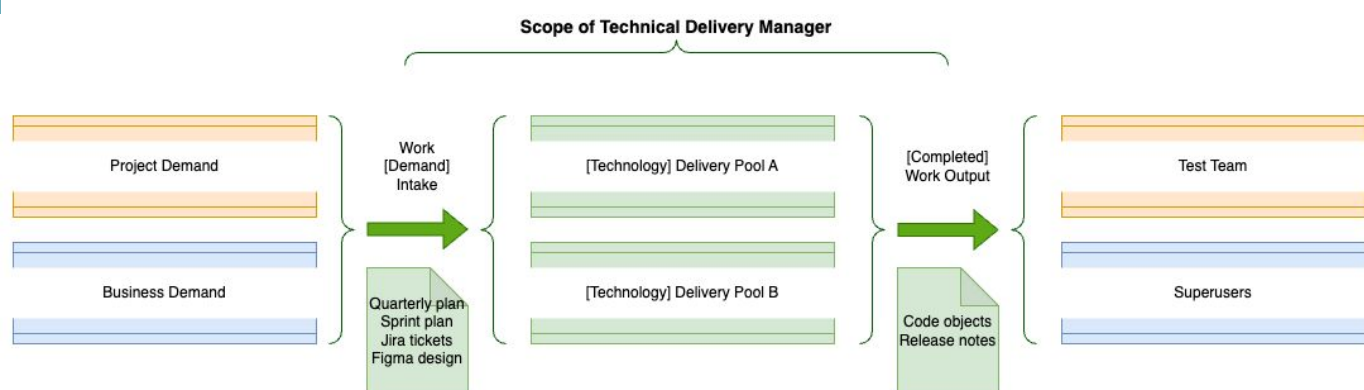 Scope of Technical Delivery Manager
Project Demand
Business Demand
Work
[Demand]
Intake
Quarterly plan
Sprint plan
Jira tickets
Figma design
[Technology] Delivery Pool A
[Technology] Delivery Pool B
[Completed]
Work Output
Code objects
Release notes
Test Team
Superusers